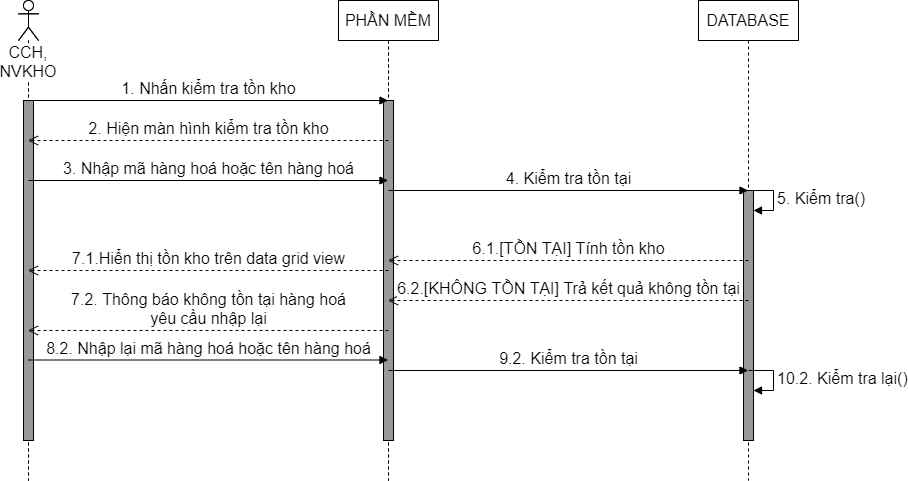 PHẦN MỀM
DATABASE
CCH,
NVKHO
1. Nhấn kiểm tra tồn kho
2. Hiện màn hình kiểm tra tồn kho
3. Nhập mã hàng hoá hoặc tên hàng hoá
4. Kiểm tra tồn tại
5. Kiểm tra()
6.1.[TỒN TẠI] Tính tồn kho
7.1.Hiển thị tồn kho trên data grid view
6.2.[KHÔNG TỒN TẠI] Trả kết quả không tồn tại
7.2. Thông báo không tồn tại hàng hoá
yêu cầu nhập lại
8.2. Nhập lại mã hàng hoá hoặc tên hàng hoá
9.2. Kiểm tra tồn tại
10.2. Kiểm tra lại()